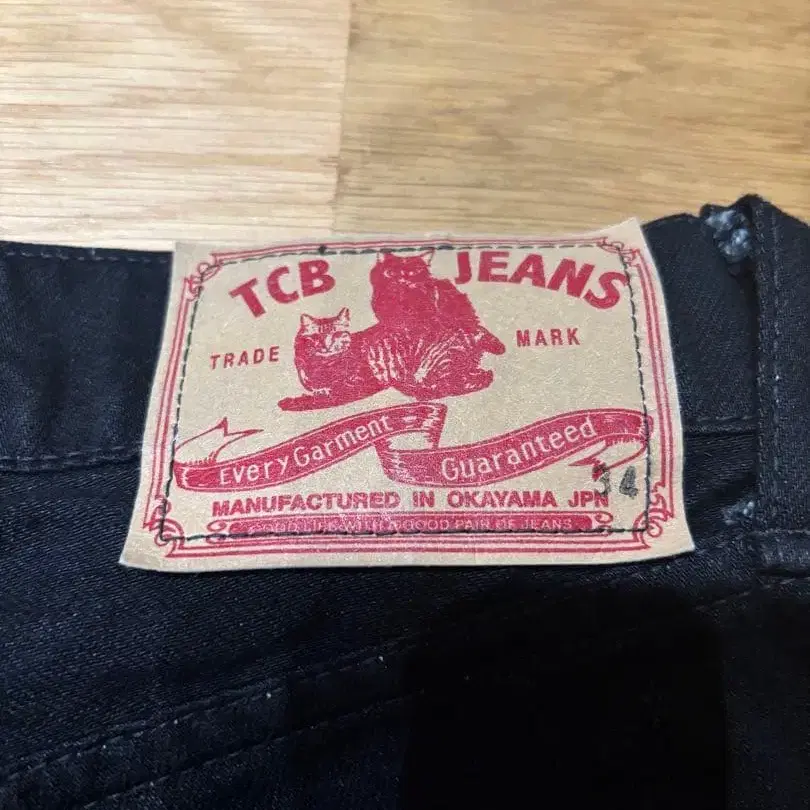 TCB JEANS
TRADE MARK
Every Garment Guaranteed
34
MANUFACTURED IN OKAYAMA JPN
GOOD LIFE WITH A GOOD PAIR OF JEANS